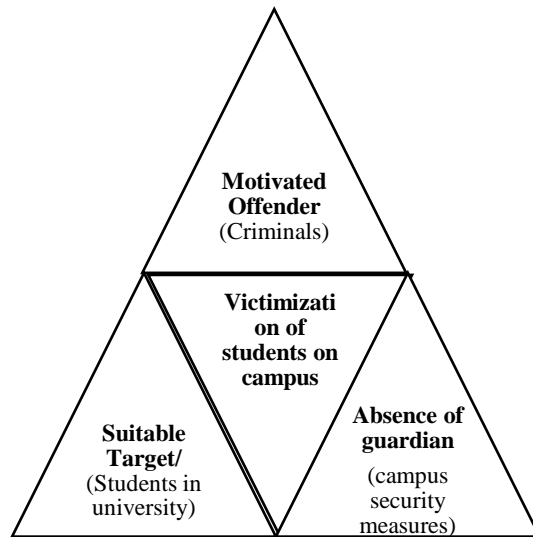 Motivated
Offender
(Criminals)
Victimizati
on of
students on
campus
Suitable
Target/
(Students in
university)
Absence of
guardian
(campus
security
measures)